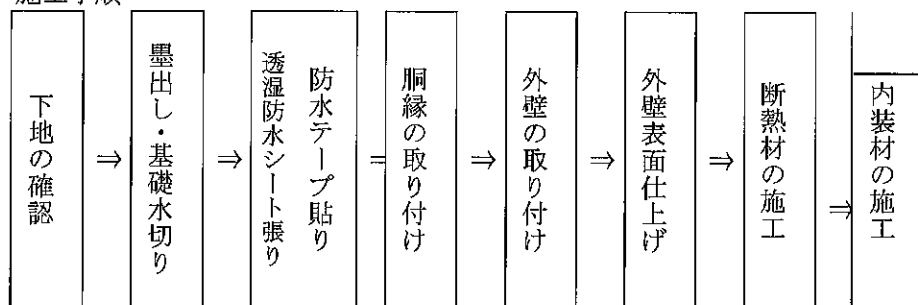 施工手順
下地の確認
⇒
墨出し・基礎水切り
⇒
防水テープ貼り
透湿防水シート張り
=
胴縁の取り付け
⇒
外壁の取り付け
⇒
外壁表面仕上げ
⇒
断熱材の施工
⇒
内装材の施工